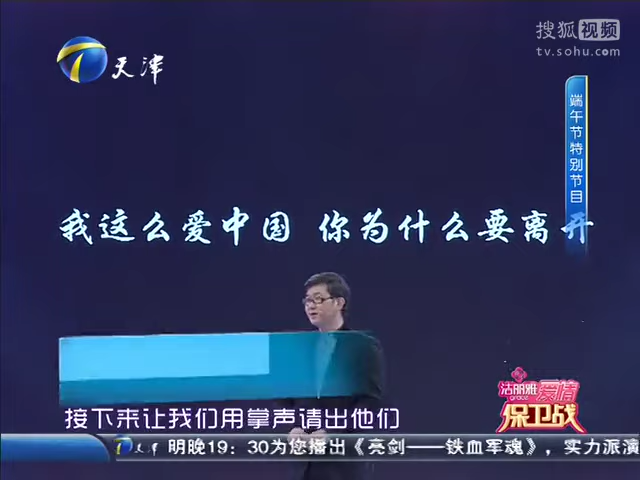 搜狐视频
tv.sohu.com
天津
端午节特别节目
我这么爱中国 你为什么要离开
洁丽雅
grace
爱情
保卫战
接下来让我们用掌声请出他们
天津 明晚19：30为您播出《亮剑——铁血军魂》，实力派演